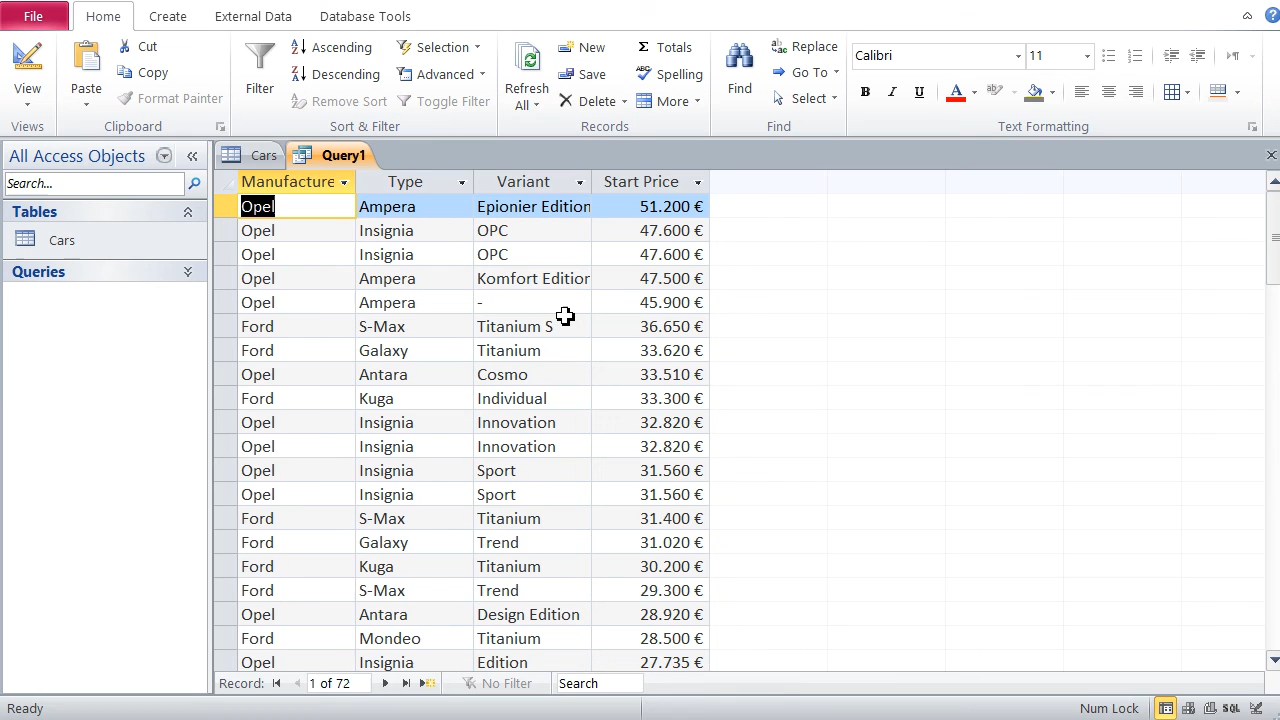 File Home Create External Data Database Tools
View
Views
Paste
Cut
Copy
Format Painter
Clipboard
Filter
Ascending
Descending
Remove Sort
Selection
Advanced
Toggle Filter
Sort & Filter
Refresh
All
New
Save
Delete
Totals
Spelling
More
Records
Find
Replace
Go To
Select
Find
Calibri 11
B I U A
Text Formatting
All Access Objects
Search...
Tables
Cars
Queries
Cars Query1
Manufacture Type Variant Start Price
Opel Ampera Epionier Edition 51.200 €
Opel Insignia OPC 47.600 €
Opel Insignia OPC 47.600 €
Opel Ampera Komfort Edition 47.500 €
Opel Ampera - 45.900 €
Ford S-Max Titanium S 36.650 €
Ford Galaxy Titanium 33.620 €
Opel Antara Cosmo 33.510 €
Ford Kuga Individual 33.300 €
Opel Insignia Innovation 32.820 €
Opel Insignia Innovation 32.820 €
Opel Insignia Sport 31.560 €
Opel Insignia Sport 31.560 €
Ford S-Max Titanium 31.400 €
Ford Galaxy Trend 31.020 €
Ford Kuga Titanium 30.200 €
Ford S-Max Trend 29.300 €
Opel Antara Design Edition 28.920 €
Ford Mondeo Titanium 28.500 €
Opel Insignia Edition 27.735 €
Record: 1 of 72 No Filter Search
Ready Num Lock SQL